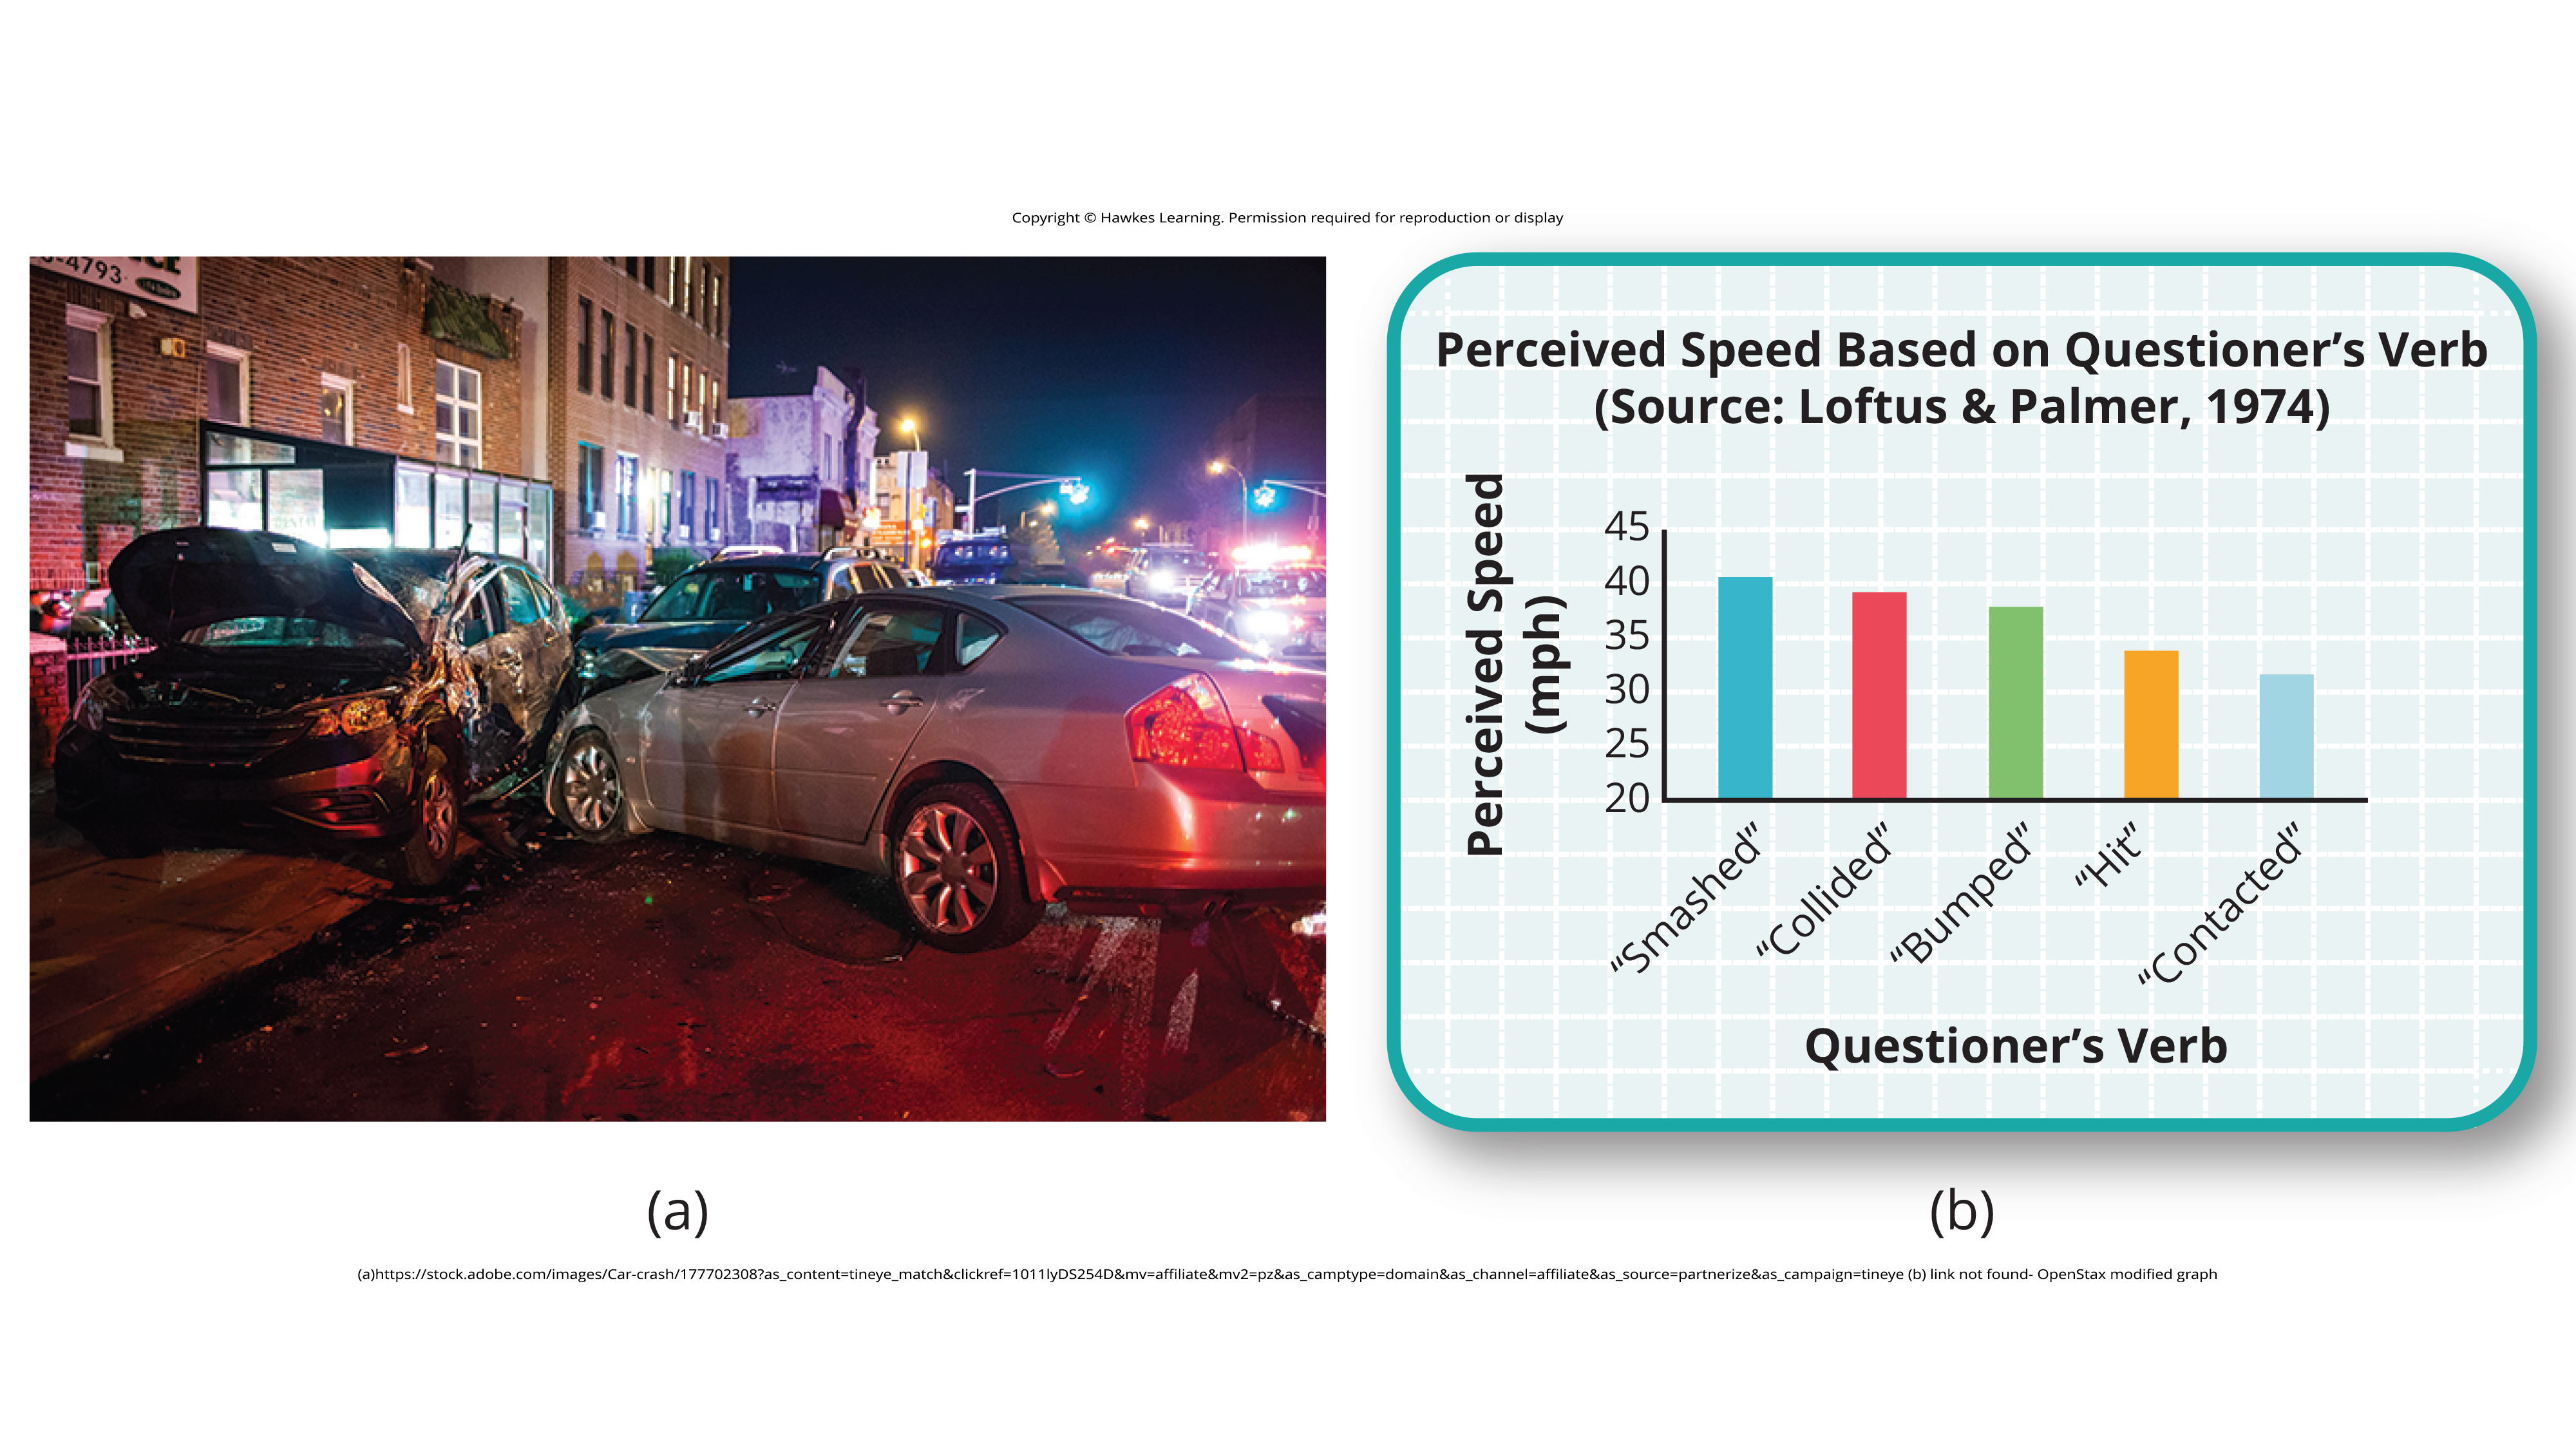 Copyright © Hawkes Learning. Permission required for reproduction or display
-4793
Perceived Speed Based on Questioner’s Verb
(Source: Loftus & Palmer, 1974)
Perceived Speed
(mph)
45
40
35
30
25
20
“Smashed”
“Collided”
“Bumped”
“Hit”
“Contacted”
Questioner’s Verb
(a)
(b)
(a)https://stock.adobe.com/images/Car-crash/177702308?as_content=tineye_match&clickref=1011lyDS254D&mv=affiliate&mv2=pz&as_camptype=domain&as_channel=affiliate&as_source=partnerize&as_campaign=tineye (b) link not found- OpenStax modified graph